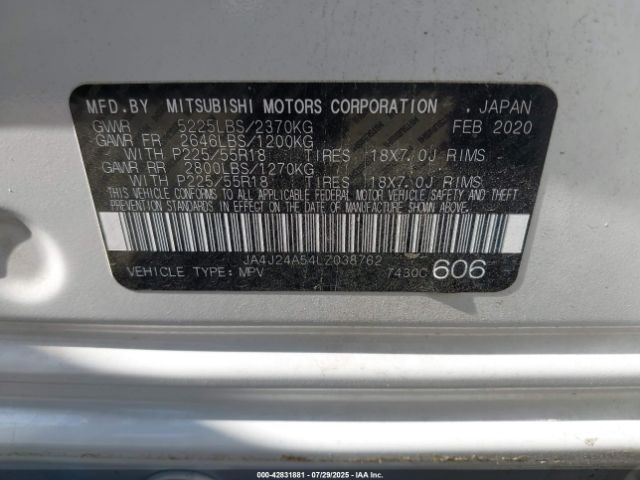 MFD.BY MITSUBISHI MOTORS CORPORATION . JAPAN
GWWR 5225LBS/2370KG FEB 2020
GAWR FR 2646LBS/1200KG
WITH P225/55R18 TIRES 18X7.0J RIMS
GAWR RR 2800LBS/1270KG
WITH P225/55R18 TIRES 18X7.0J RIMS
THIS VEHICLE CONFORMS TO ALL APPLICABLE FEDERAL MOTOR VEHICLE SAFETY AND THEFT
PREVENTION STANDARDS IN EFFECT ON THE DATE OF MANUFACTURE SHOWN ABOVE.
JA4J24A54LZ038762
VEHICLE TYPE: MPV 7430C 606
000-42831881 | 07/29/2025 | IAAHOLDINGS.CA